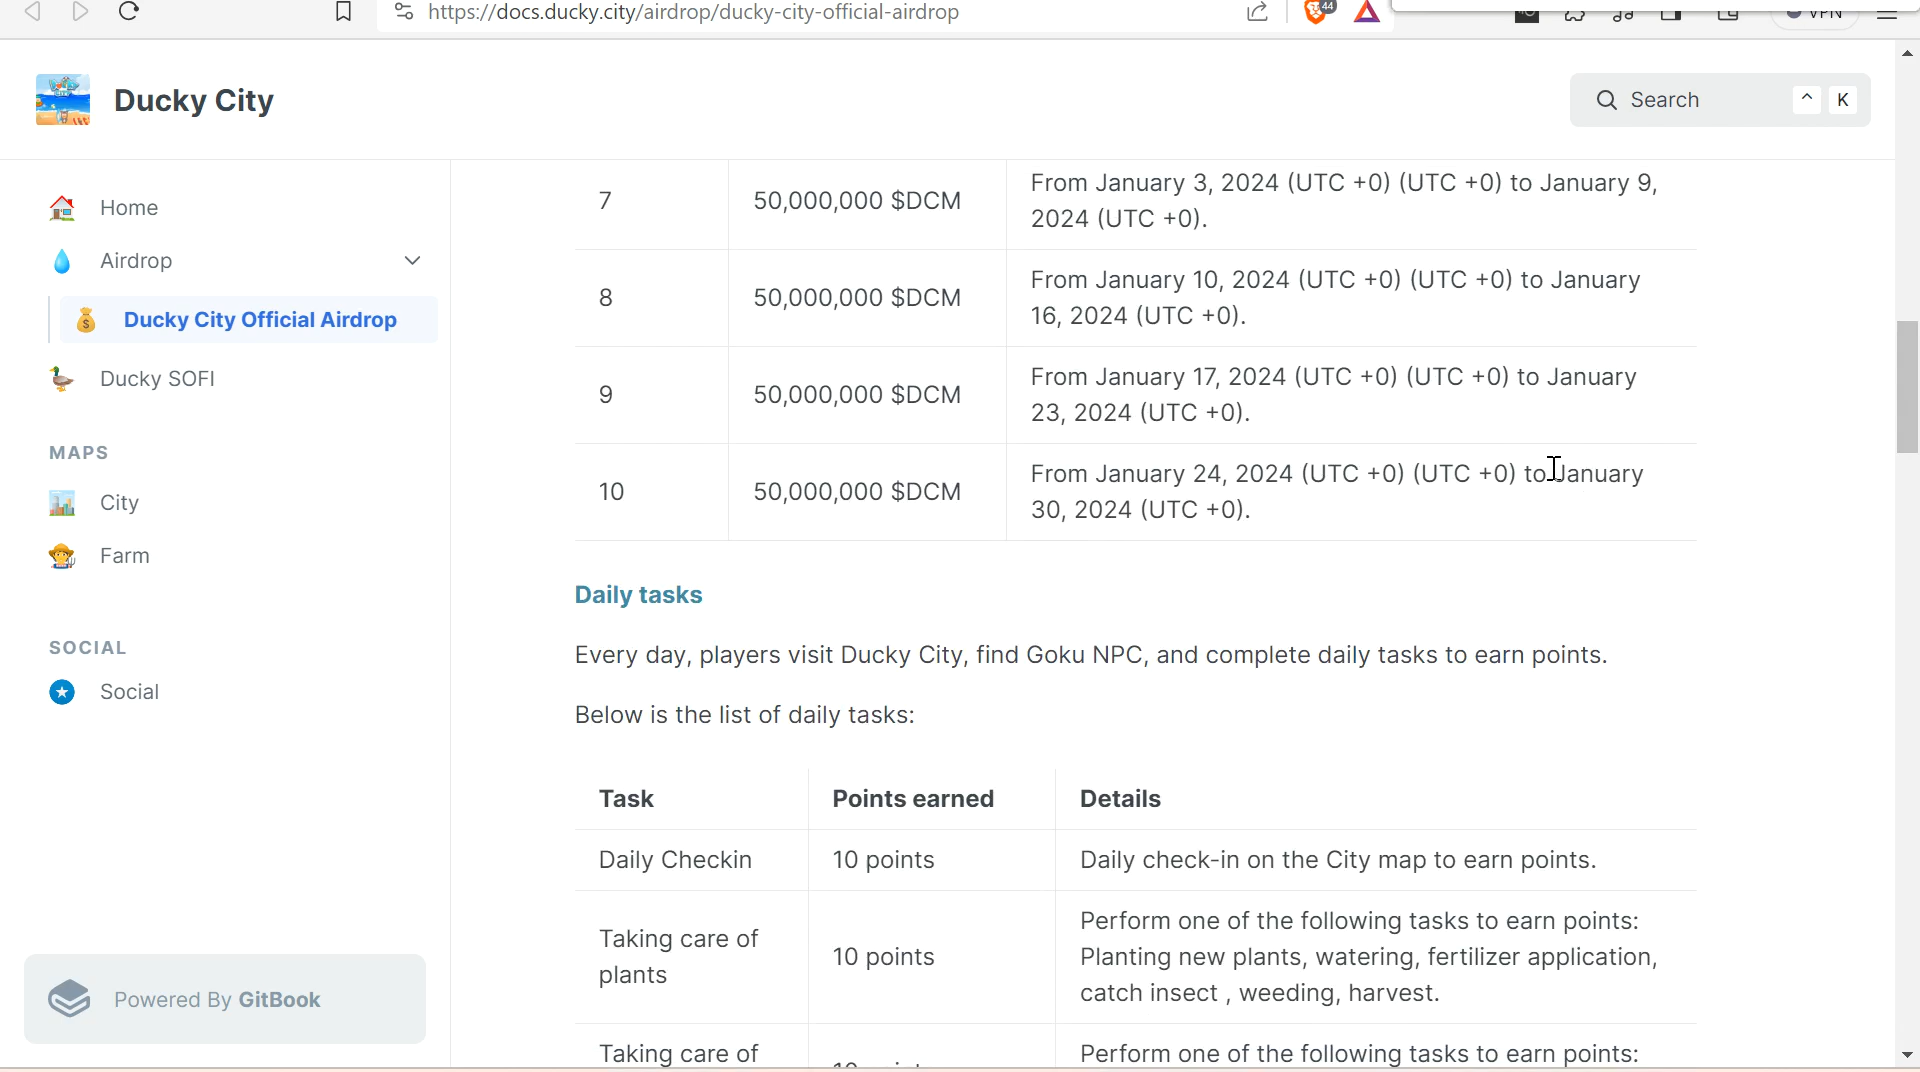 https://docs.ducky.city/airdrop/ducky-city-official-airdrop
44
VPN
Ducky City
Search
^ K
Home
Airdrop
Ducky City Official Airdrop
Ducky SOFI
MAPS
City
Farm
SOCIAL
Social
Powered By GitBook
7
50,000,000 $DCM
From January 3, 2024 (UTC +0) (UTC +0) to January 9,
2024 (UTC +0).
8
50,000,000 $DCM
From January 10, 2024 (UTC +0) (UTC +0) to January
16, 2024 (UTC +0).
9
50,000,000 $DCM
From January 17, 2024 (UTC +0) (UTC +0) to January
23, 2024 (UTC +0).
10
50,000,000 $DCM
From January 24, 2024 (UTC +0) (UTC +0) to January
30, 2024 (UTC +0).
Daily tasks
Every day, players visit Ducky City, find Goku NPC, and complete daily tasks to earn points.
Below is the list of daily tasks:
Task
Points earned
Details
Daily Checkin
10 points
Daily check-in on the City map to earn points.
Taking care of
plants
10 points
Perform one of the following tasks to earn points:
Planting new plants, watering, fertilizer application,
catch insect , weeding, harvest.
Taking care of
Perform one of the following tasks to earn points: